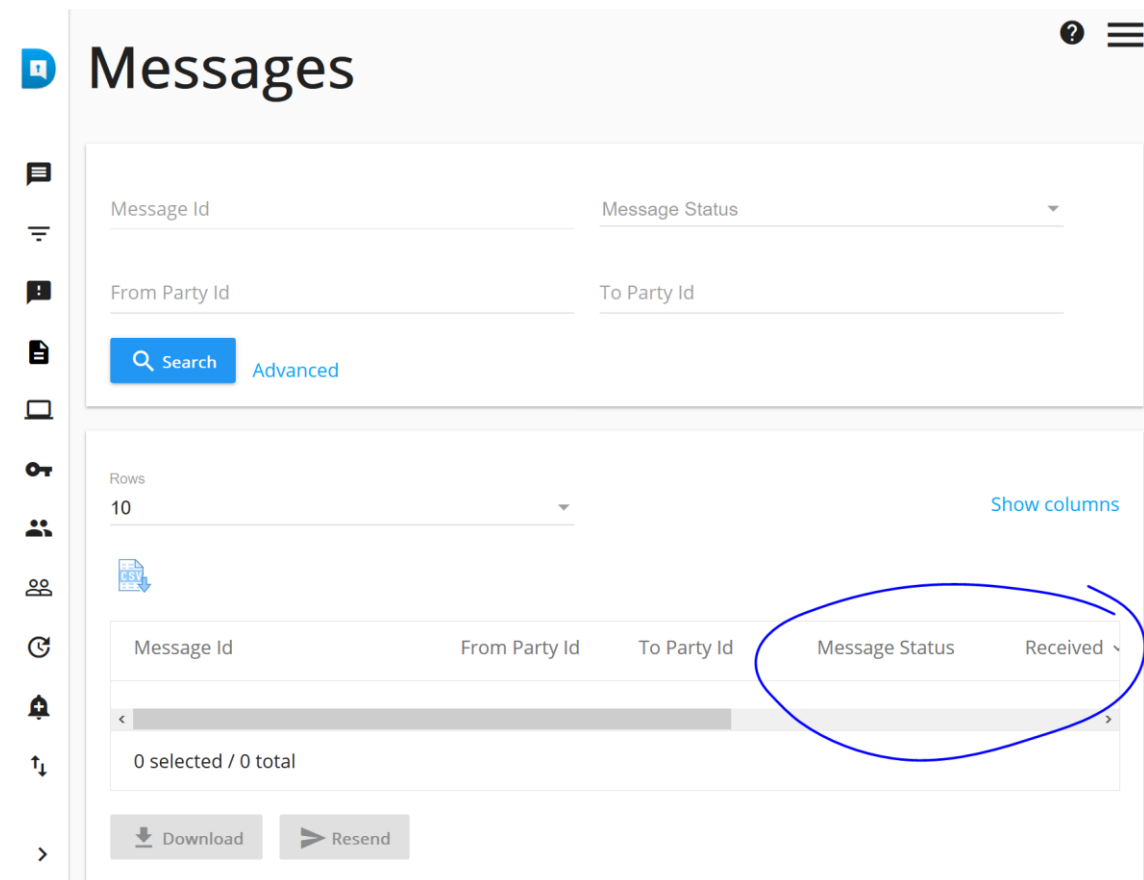 Messages
Message Id
Message Status
From Party Id
To Party Id
Search
Advanced
Rows
10
Show columns
CSV
Message Id From Party Id To Party Id Message Status Received
0 selected / 0 total
Download
Resend